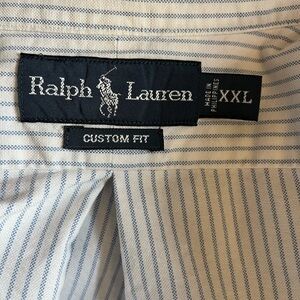 Ralph Lauren
MADE IN
PHILIPPINES
XXL
CUSTOM FIT